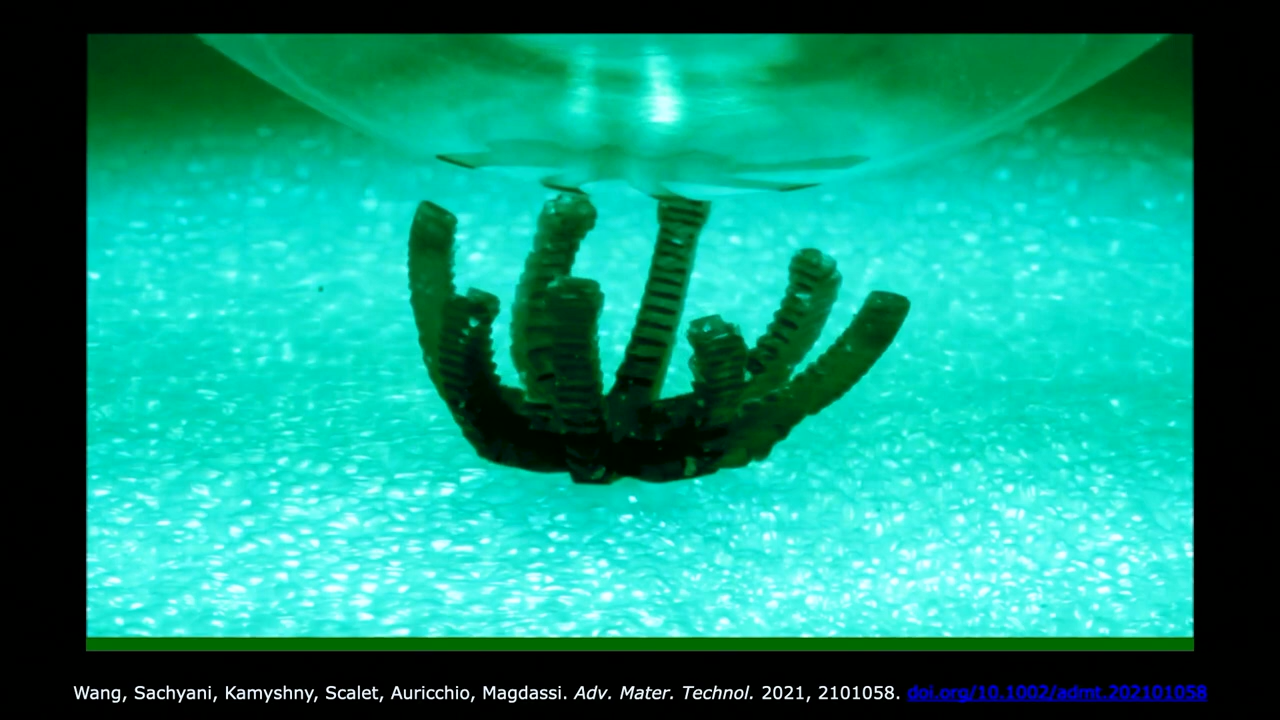 Wang, Sachyani, Kamyshny, Scalet, Auricchio, Magdassi. Adv. Mater. Technol. 2021, 2101058. doi.org/10.1002/admt.202101058